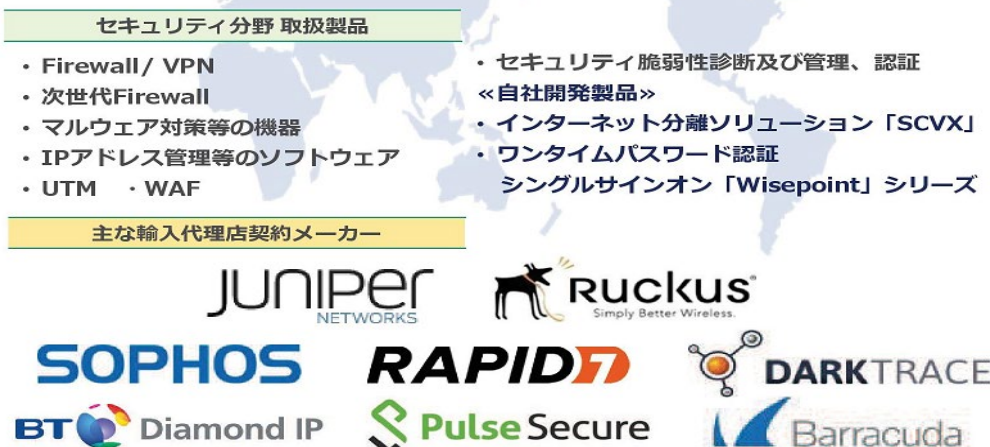 セキュリティ分野 取扱製品
・Firewall/ VPN
・次世代Firewall
・マルウェア対策等の機器
・IPアドレス管理等のソフトウェア
・UTM ・WAF
・セキュリティ脆弱性診断及び管理、認証
≪自社開発製品≫
・インターネット分離ソリューション「SCVX」
・ワンタイムパスワード認証
シングルサインオン「Wisepoint」シリーズ
主な輸入代理店契約メーカー
JUNIPER
NETWORKS
Ruckus®
Simply Better Wireless.
SOPHOS
RAPID7
DARKTRACE
BT Diamond IP
Pulse Secure
Barracuda